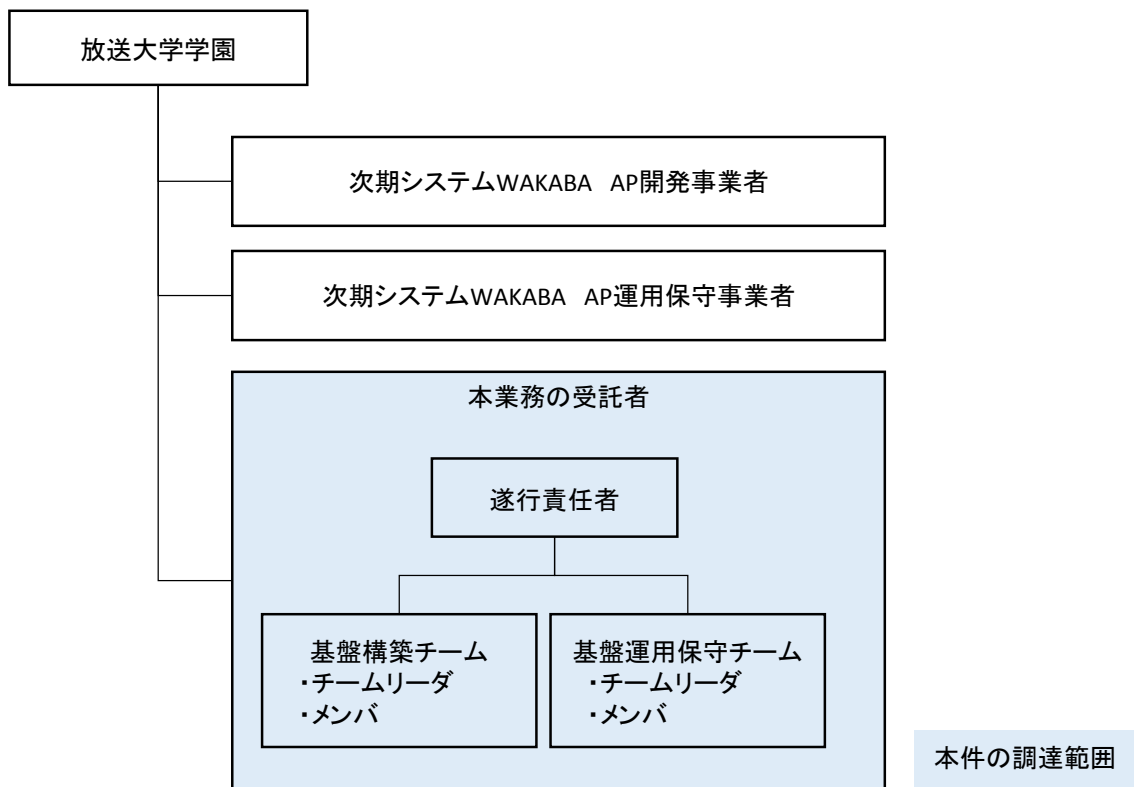 放送大学学園
次期システムWAKABA　AP開発事業者
次期システムWAKABA　AP運用保守事業者
本業務の受託者
遂行責任者
基盤構築チーム
・チームリーダ
・メンバ
基盤運用保守チーム
・チームリーダ
・メンバ
本件の調達範囲